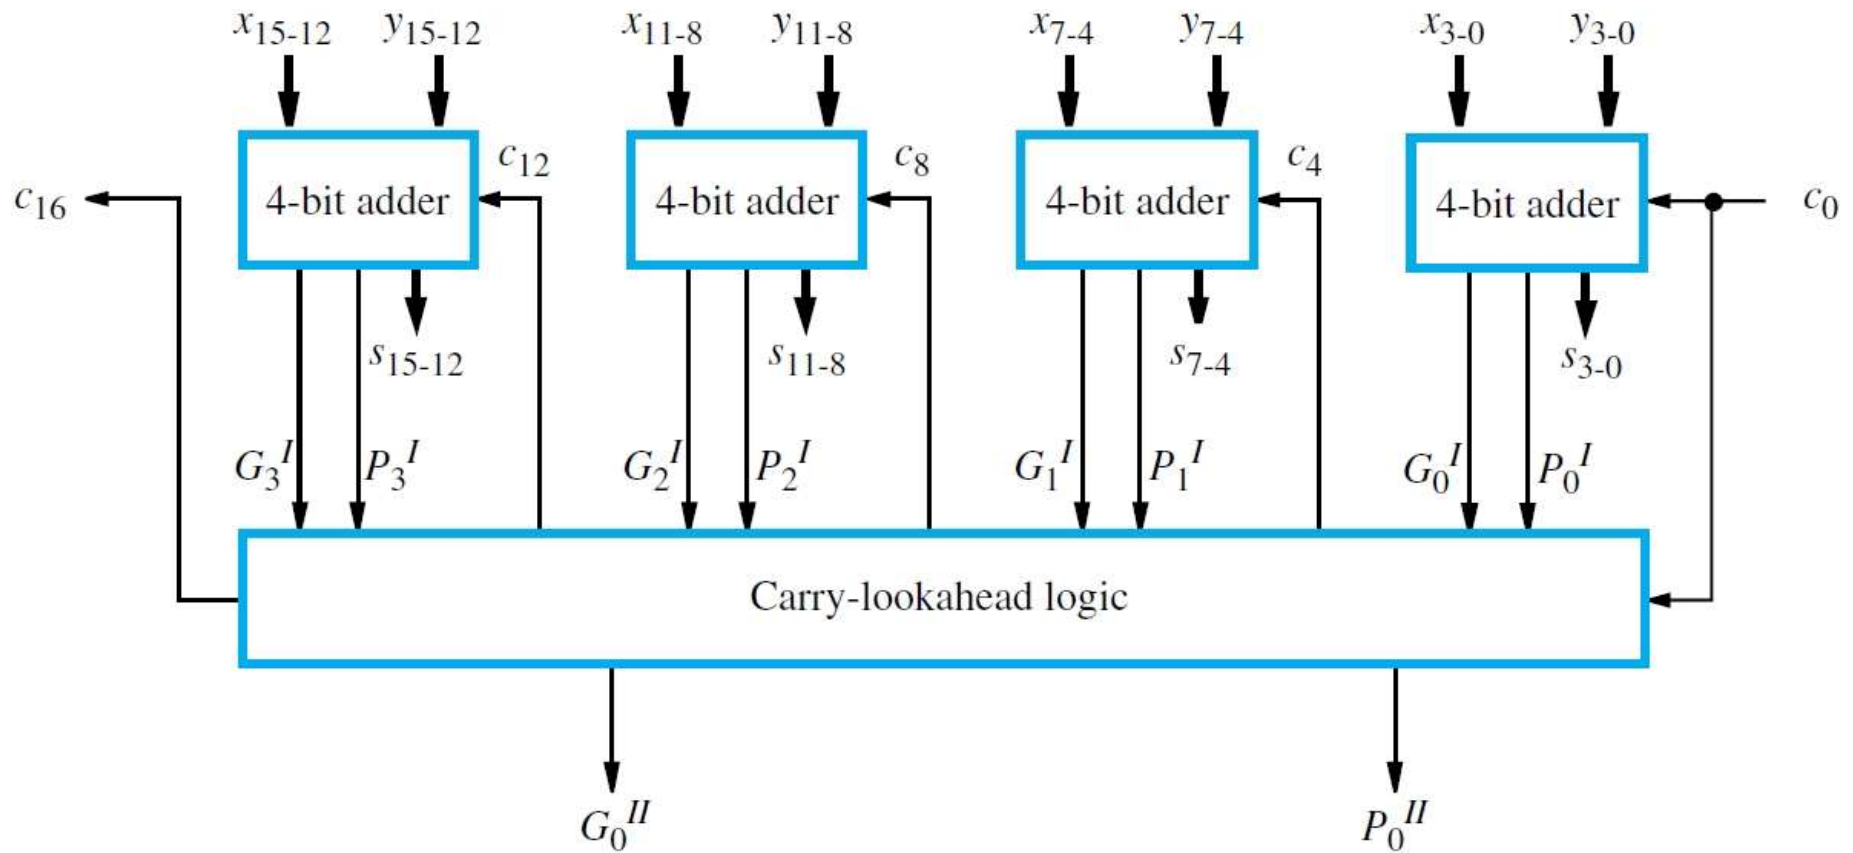 x₁₅₋₁₂ y₁₅₋₁₂ x₁₁₋₈ y₁₁₋₈ x₇₋₄ y₇₋₄ x₃₋₀ y₃₋₀
c₁₂ c₈ c₄
c₁₆ 4-bit adder 4-bit adder 4-bit adder 4-bit adder c₀
s₁₅₋₁₂ s₁₁₋₈ s₇₋₄ s₃₋₀
G₃ᴵ P₃ᴵ G₂ᴵ P₂ᴵ G₁ᴵ P₁ᴵ G₀ᴵ P₀ᴵ
Carry-lookahead logic
G₀ᴵᴵ P₀ᴵᴵ